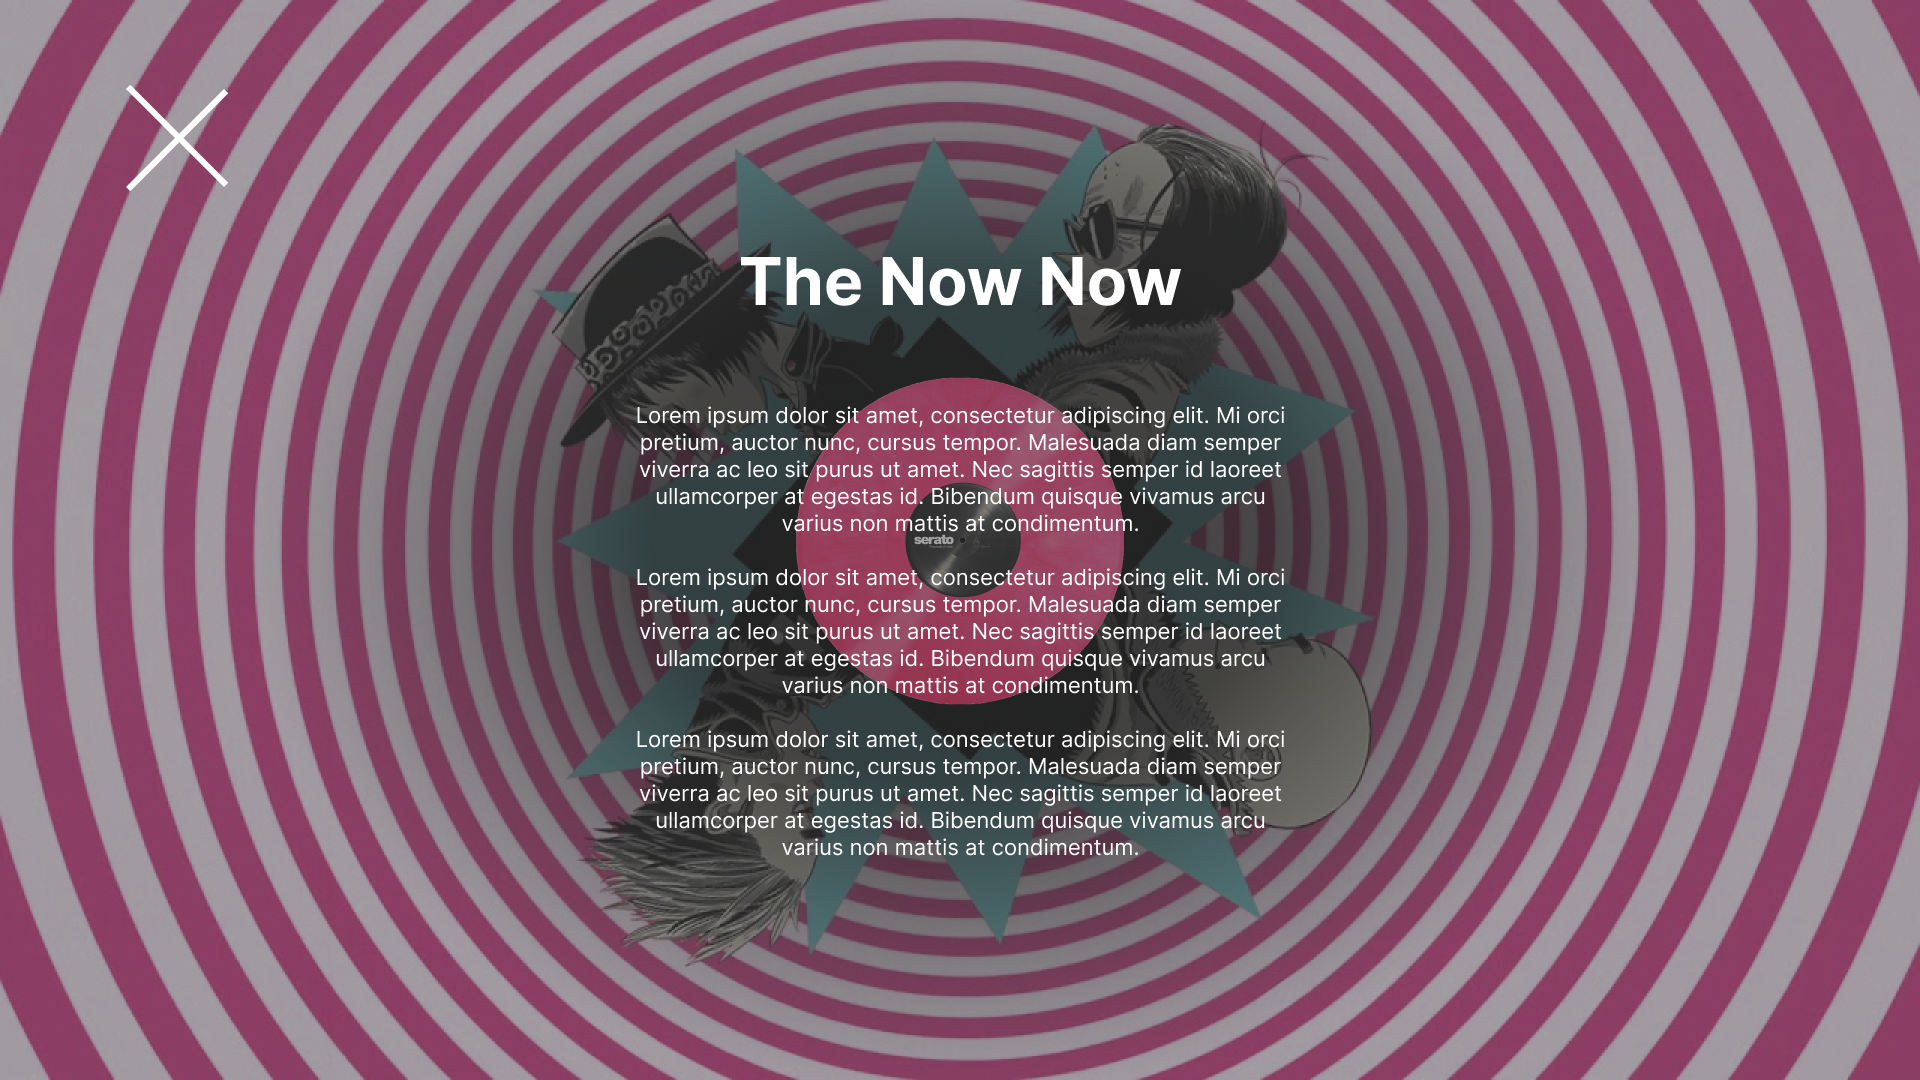 The Now Now
Lorem ipsum dolor sit amet, consectetur adipiscing elit. Mi orci
pretium, auctor nunc, cursus tempor. Malesuada diam semper
viverra ac leo sit purus ut amet. Nec sagittis semper id laoreet
ullamcorper at egestas id. Bibendum quisque vivamus arcu
varius non mattis at condimentum.
serato
Lorem ipsum dolor sit amet, consectetur adipiscing elit. Mi orci
pretium, auctor nunc, cursus tempor. Malesuada diam semper
viverra ac leo sit purus ut amet. Nec sagittis semper id laoreet
ullamcorper at egestas id. Bibendum quisque vivamus arcu
varius non mattis at condimentum.
Lorem ipsum dolor sit amet, consectetur adipiscing elit. Mi orci
pretium, auctor nunc, cursus tempor. Malesuada diam semper
viverra ac leo sit purus ut amet. Nec sagittis semper id laoreet
ullamcorper at egestas id. Bibendum quisque vivamus arcu
varius non mattis at condimentum.